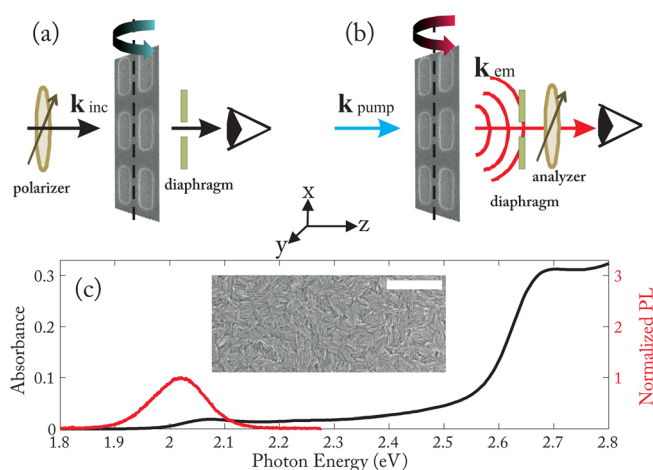 (a)
(b)
k inc
k pump
k em
polarizer
diaphragm
analyzer
diaphragm
x
y
z
(c)
0.3
0.2
0.1
0
Absorbance
3
2
1
0
Normalized PL
1.8 1.9 2 2.1 2.2 2.3 2.4 2.5 2.6 2.7 2.8
Photon Energy (eV)